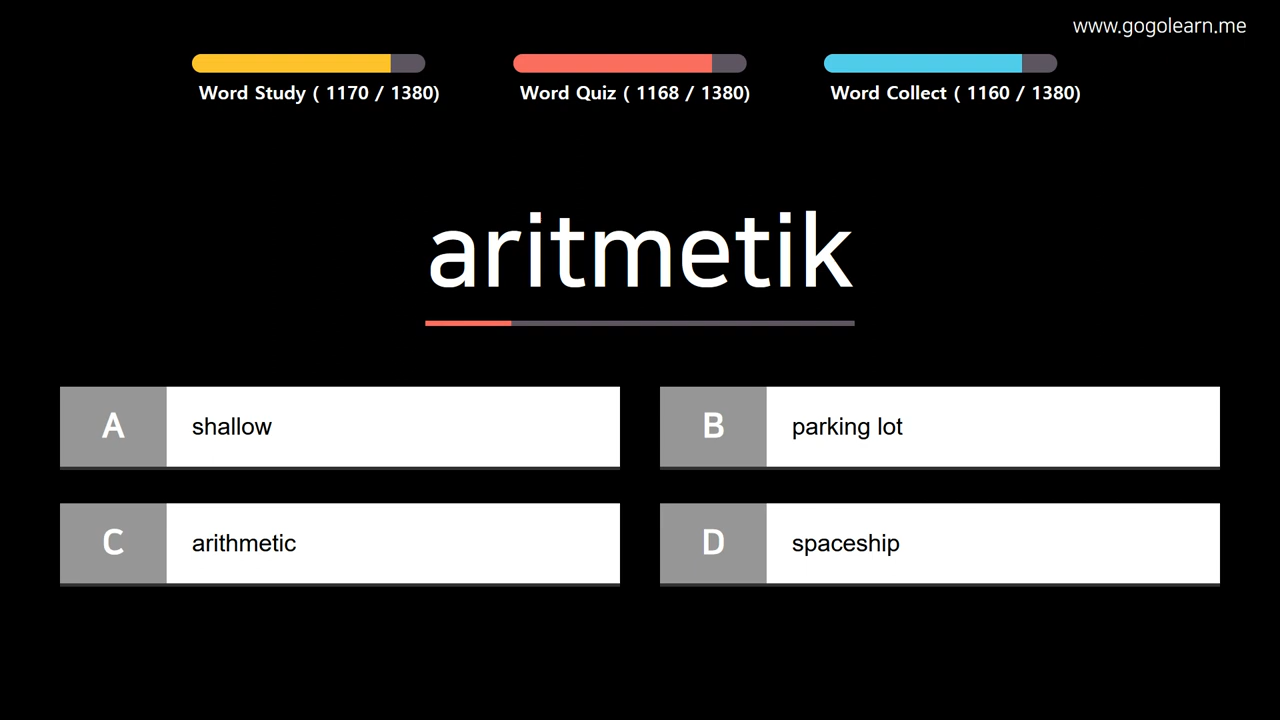 www.gogolearn.me
Word Study ( 1170 / 1380)
Word Quiz ( 1168 / 1380)
Word Collect ( 1160 / 1380)
aritmetik
A shallow
B parking lot
C arithmetic
D spaceship